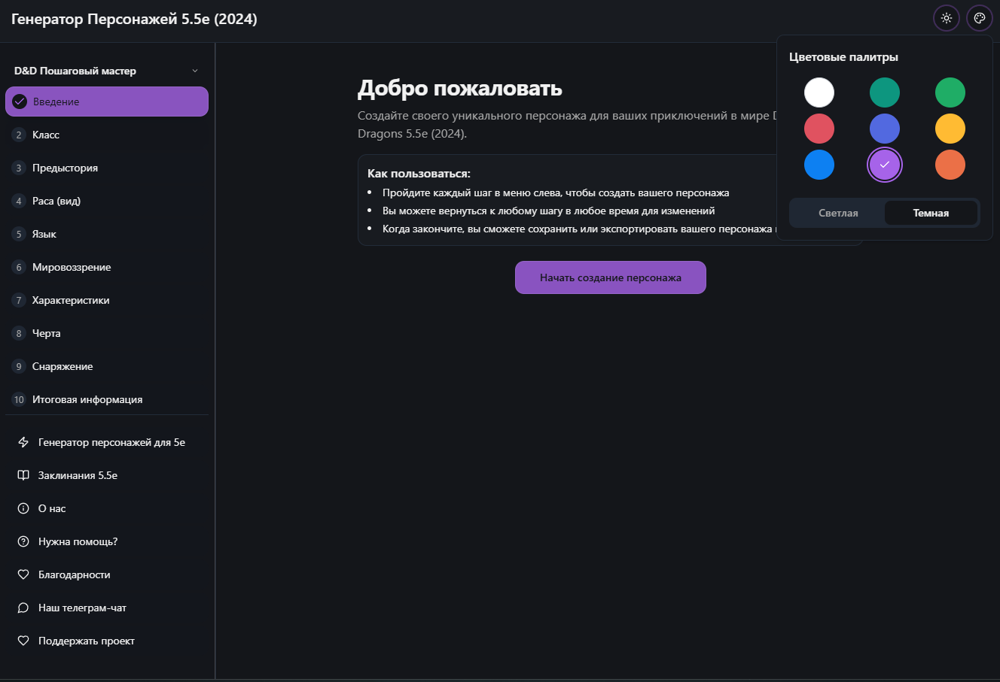 Генератор Персонажей 5.5e (2024)
D&D Пошаговый мастер
Введение
2 Класс
3 Предыстория
4 Раса (вид)
5 Язык
6 Мировоззрение
7 Характеристики
8 Черта
9 Снаряжение
10 Итоговая информация
Генератор персонажей для 5e
Заклинания 5.5e
О нас
Нужна помощь?
Благодарности
Наш телеграм-чат
Поддержать проект
Добро пожаловать
Создайте своего уникального персонажа для ваших приключений в мире
Dragons 5.5e (2024).
Как пользоваться:
• Пройдите каждый шаг в меню слева, чтобы создать вашего персонажа
• Вы можете вернуться к любому шагу в любое время для изменений
• Когда закончите, вы сможете сохранить или экспортировать вашего персонажа
Начать создание персонажа
Цветовые палитры
Светлая
Темная